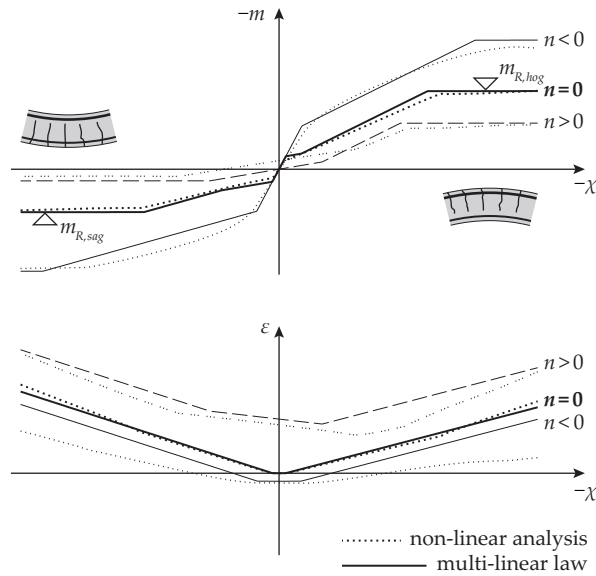 −m
n<0
m_{R,hog}
n=0
n>0
−χ
m_{R,sag}
ε
n>0
n=0
n<0
−χ
non-linear analysis
multi-linear law